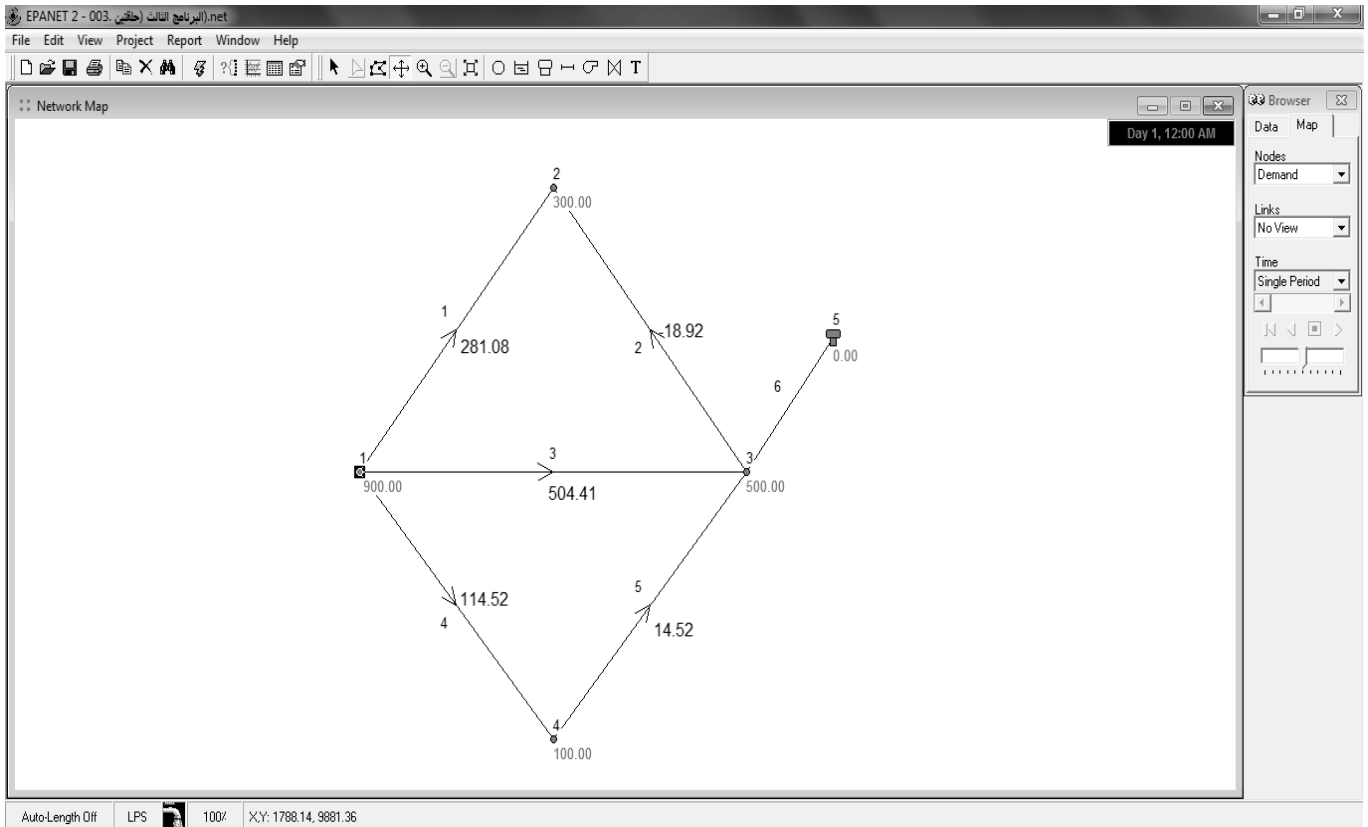 EPANET 2 - 003. البرنامج الثالث (حلقتين).net
File Edit View Project Report Window Help
T
Network Map
Day 1, 12:00 AM
2
300.00
1
281.08
-18.92
2
5
0.00
6
1
900.00
3
504.41
3
500.00
114.52
4
5
14.52
4
100.00
Browser
Data Map
Nodes
Demand
Links
No View
Time
Single Period
Auto-Length Off LPS 100% X,Y: 1788.14, 9881.36